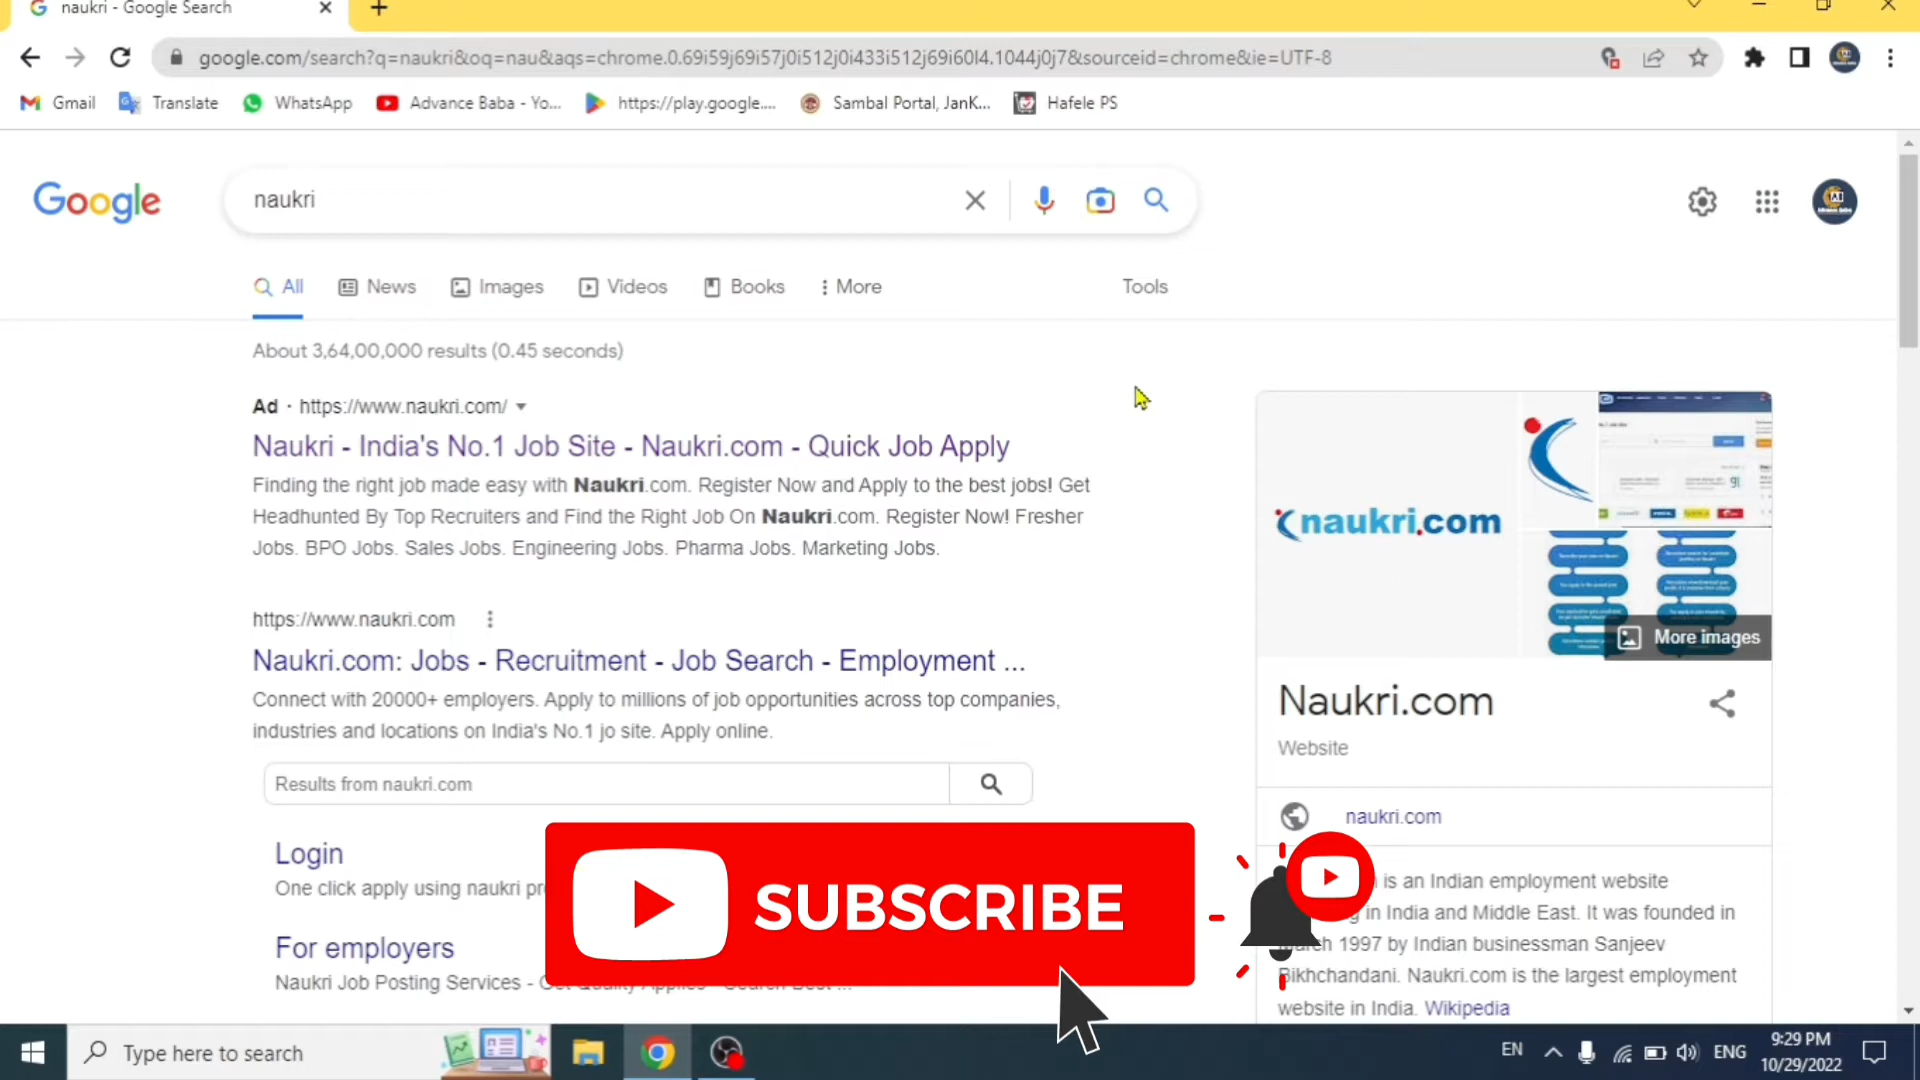 naukri - Google Search
google.com/search?q=naukri&oq=nau&aqs=chrome.0.69i59j69i57j0i512j0i433i512j69i60l4.1044j0j7&sourceid=chrome&ie=UTF-8
Gmail Translate WhatsApp Advance Baba - Yo... https://play.google.... Sambal Portal, JanK... Hafele PS
Google
naukri
All News Images Videos Books More Tools
About 3,64,00,000 results (0.45 seconds)
Ad · https://www.naukri.com/
Naukri - India's No.1 Job Site - Naukri.com - Quick Job Apply
Finding the right job made easy with Naukri.com. Register Now and Apply to the best jobs! Get
Headhunted By Top Recruiters and Find the Right Job On Naukri.com. Register Now! Fresher
Jobs. BPO Jobs. Sales Jobs. Engineering Jobs. Pharma Jobs. Marketing Jobs.
https://www.naukri.com
Naukri.com: Jobs - Recruitment - Job Search - Employment ...
Connect with 20000+ employers. Apply to millions of job opportunities across top companies,
industries and locations on India's No.1 jo site. Apply online.
Results from naukri.com
Login
One click apply using naukri
For employers
Naukri Job Posting Services -
SUBSCRIBE
naukri.com
More images
Naukri.com
Website
naukri.com
is an Indian employment website
in India and Middle East. It was founded in
1997 by Indian businessman Sanjeev
Bikhchandani. Naukri.com is the largest employment
website in India. Wikipedia
Type here to search
EN
ENG
9:29 PM
10/29/2022